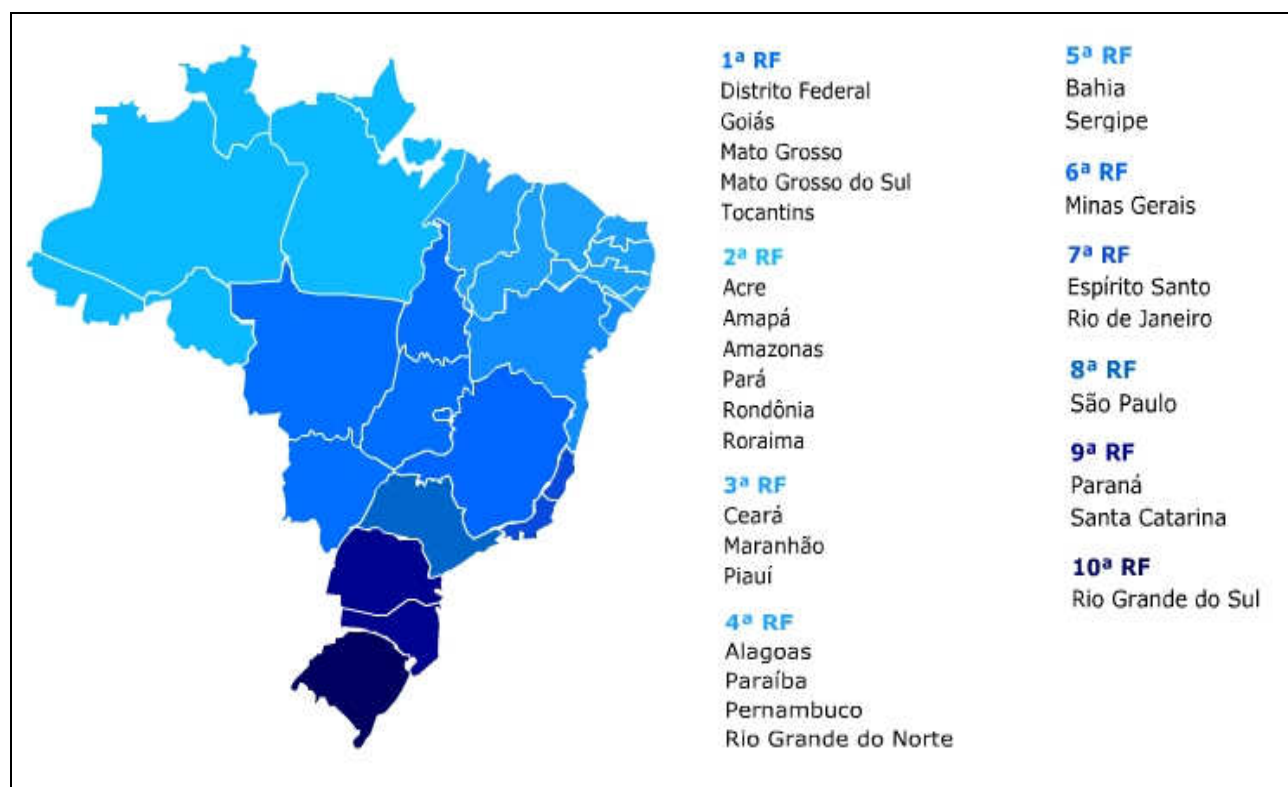 1ª RF
Distrito Federal
Goiás
Mato Grosso
Mato Grosso do Sul
Tocantins
2ª RF
Acre
Amapá
Amazonas
Pará
Rondônia
Roraima
3ª RF
Ceará
Maranhão
Piauí
4ª RF
Alagoas
Paraíba
Pernambuco
Rio Grande do Norte
5ª RF
Bahia
Sergipe
6ª RF
Minas Gerais
7ª RF
Espírito Santo
Rio de Janeiro
8ª RF
São Paulo
9ª RF
Paraná
Santa Catarina
10ª RF
Rio Grande do Sul